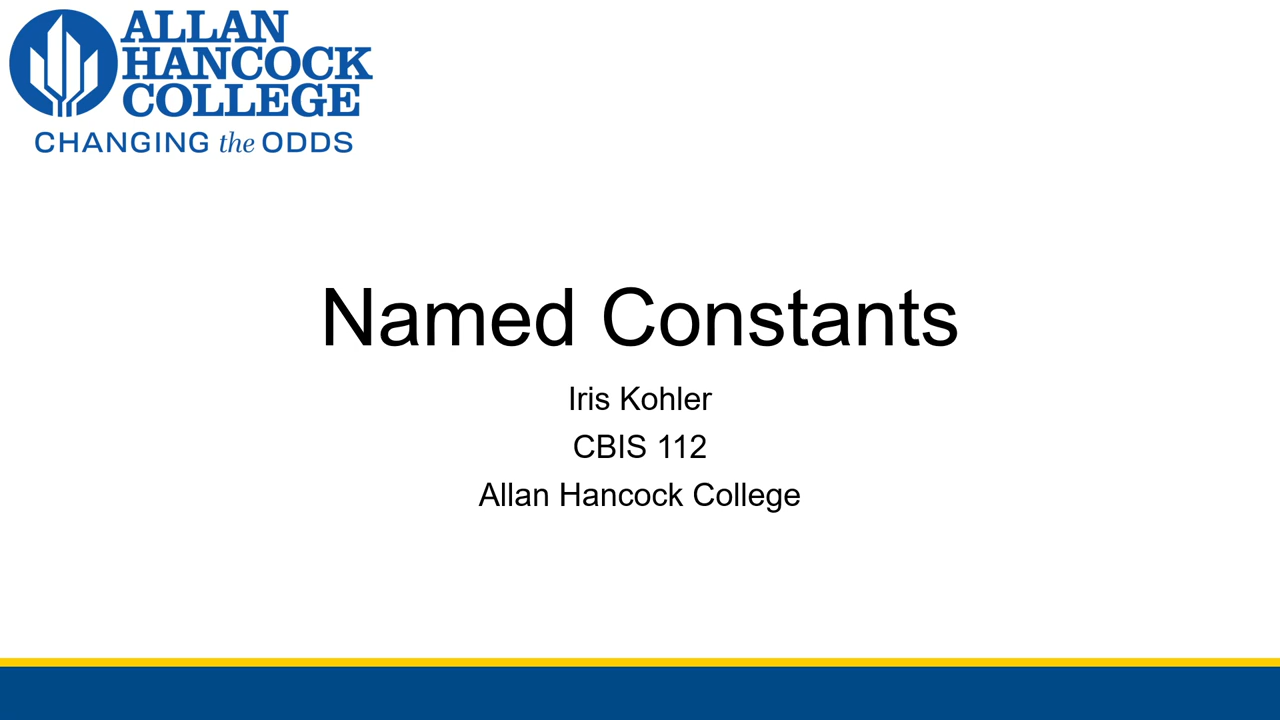 ALLAN
HANCOCK
COLLEGE
CHANGING the ODDS
Named Constants
Iris Kohler
CBIS 112
Allan Hancock College